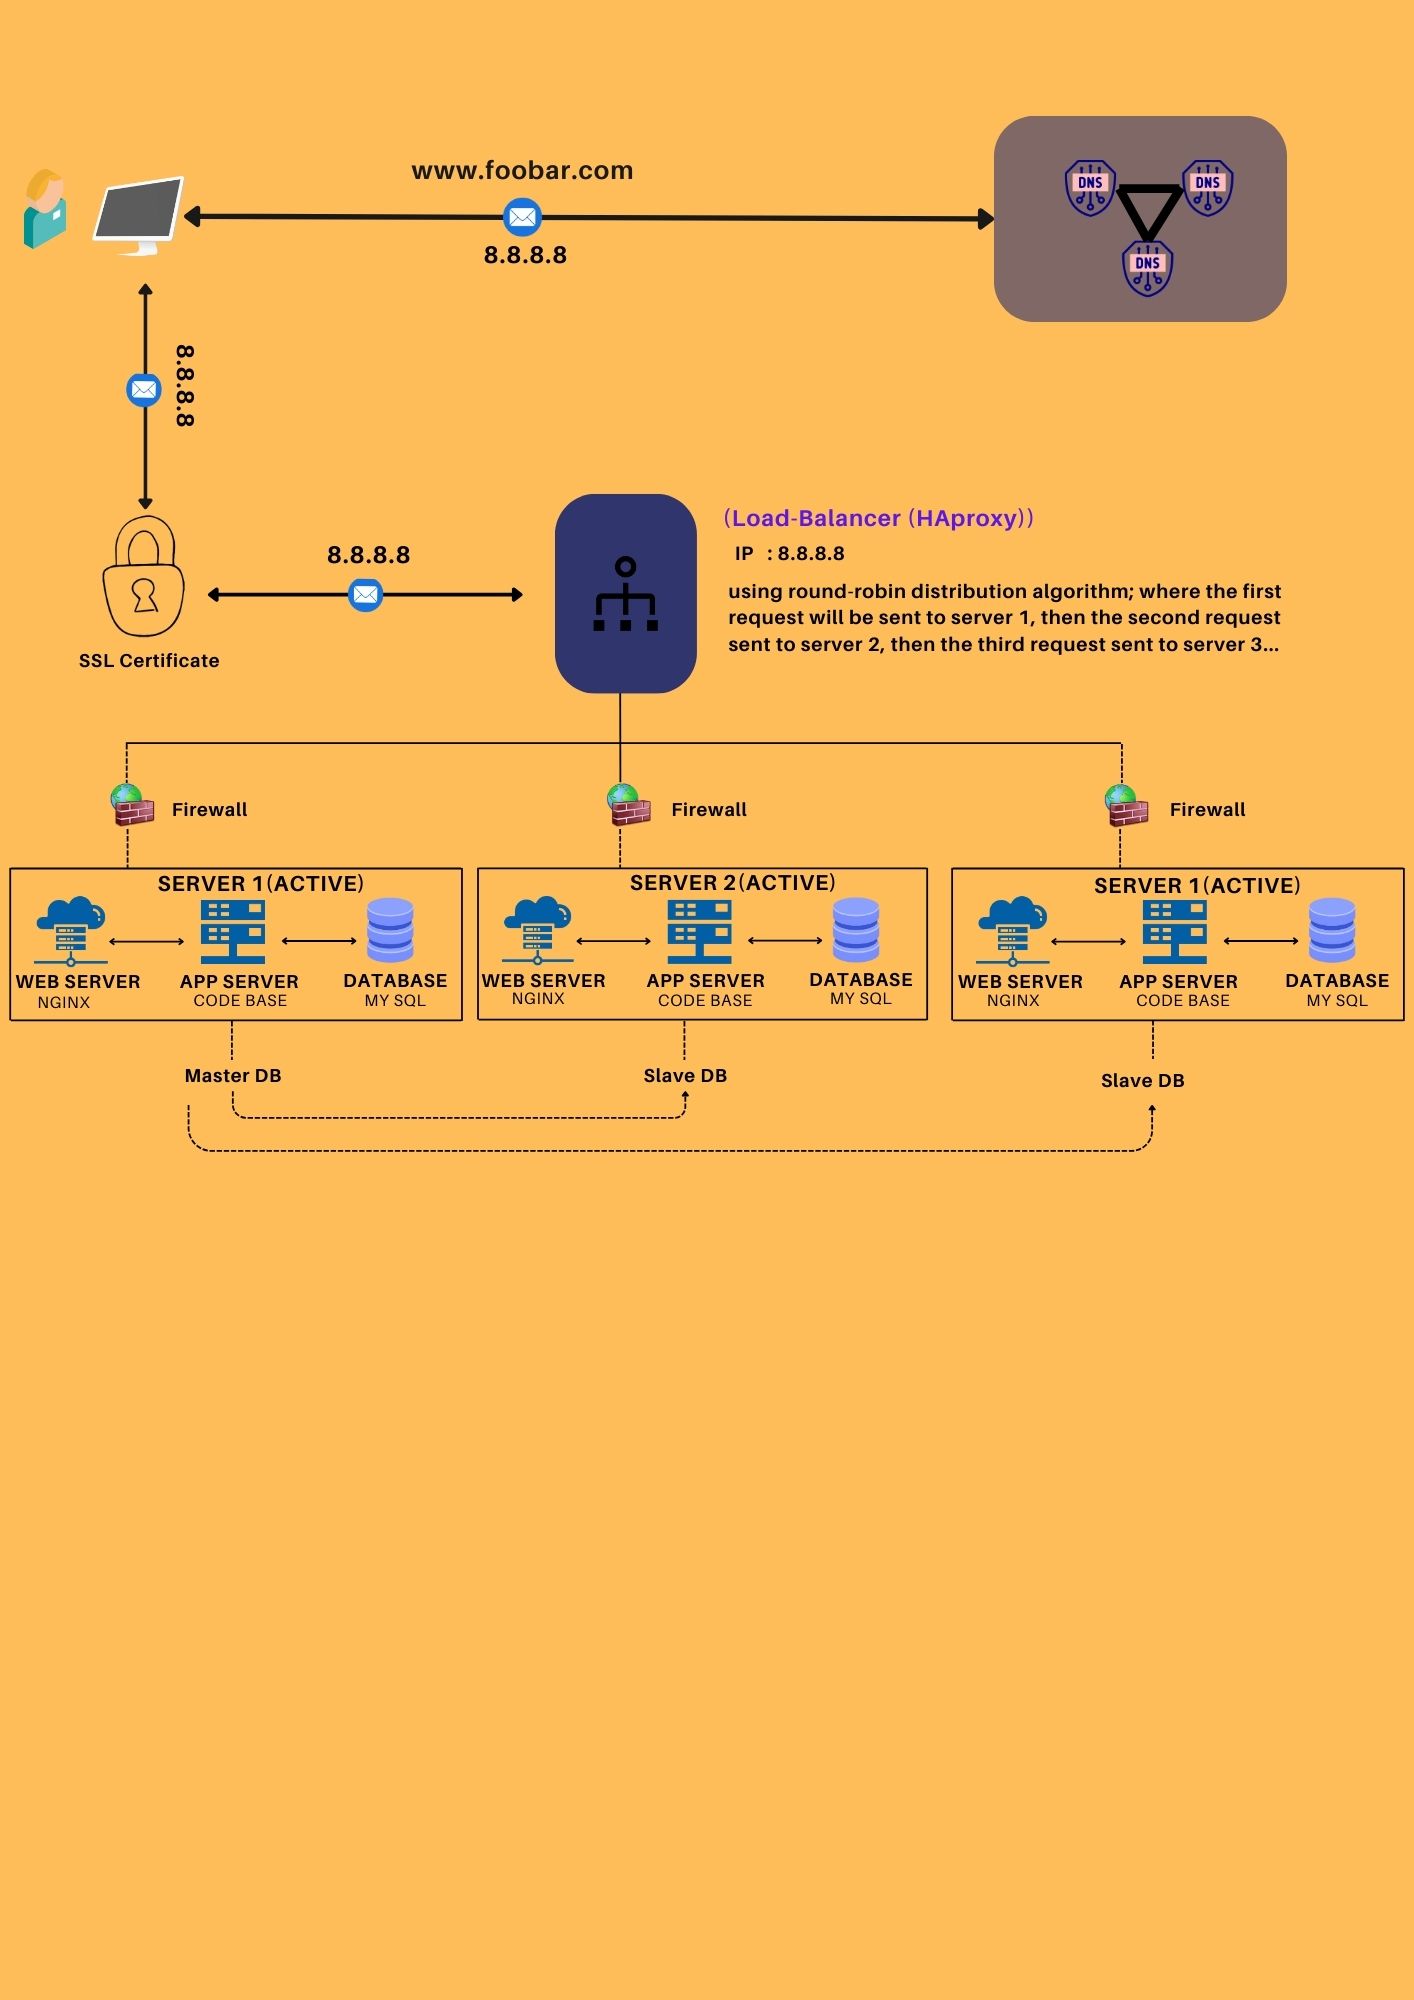 www.foobar.com
DNS
DNS
DNS
8.8.8.8
8.8.8.8
(Load-Balancer (HAproxy))
IP : 8.8.8.8
using round-robin distribution algorithm; where the first
request will be sent to server 1, then the second request
sent to server 2, then the third request sent to server 3...
8.8.8.8
SSL Certificate
Firewall
Firewall
Firewall
SERVER 1(ACTIVE)
WEB SERVER
NGINX
APP SERVER
CODE BASE
DATABASE
MY SQL
SERVER 2(ACTIVE)
WEB SERVER
NGINX
APP SERVER
CODE BASE
DATABASE
MY SQL
SERVER 1(ACTIVE)
WEB SERVER
NGINX
APP SERVER
CODE BASE
DATABASE
MY SQL
Master DB
Slave DB
Slave DB